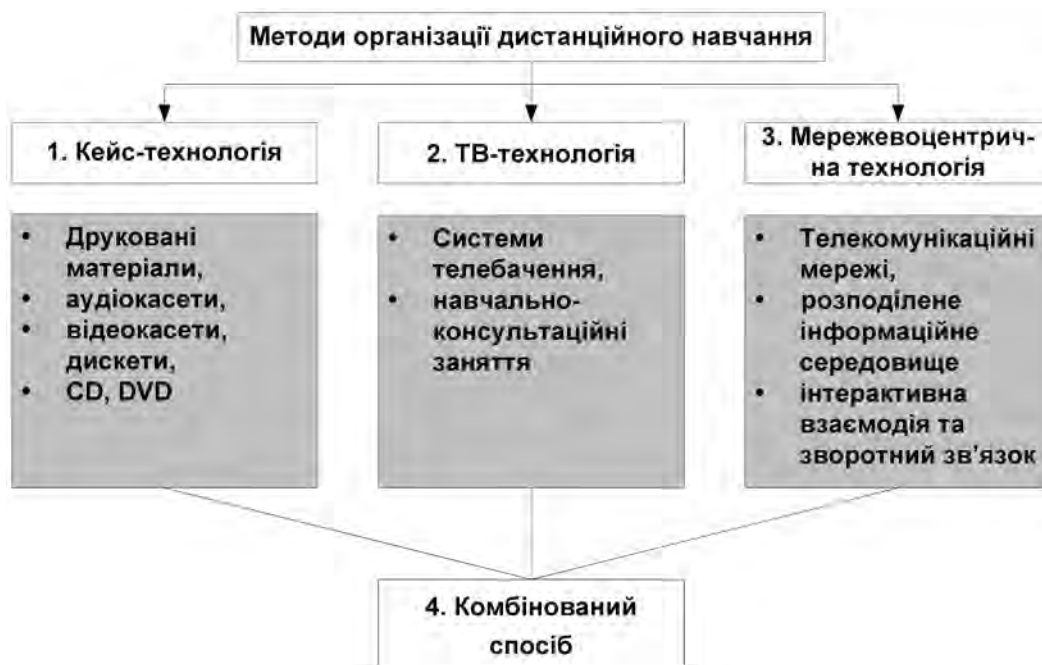 Методи організації дистанційного навчання
1. Кейс-технологія
2. ТВ-технологія
3. Мережевоцентрич-
на технологія
• Друковані
матеріали,
• аудіокасети,
• відеокасети,
дискети,
• CD, DVD
• Системи
телебачення,
• навчально-
консультаційні
заняття
• Телекомунікаційні
мережі,
• розподілене
інформаційне
середовище
• інтерактивна
взаємодія та
зворотний зв’язок
4. Комбінований
спосіб